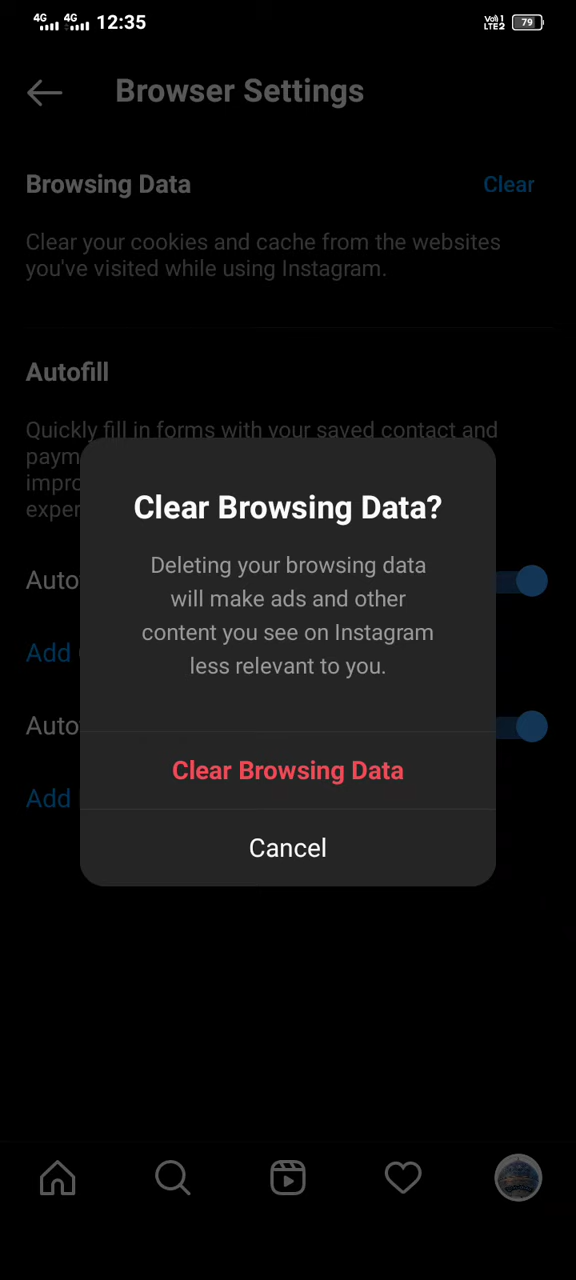 4G 4G 12:35 Vo) 1 LTE2 79
Browser Settings
Browsing Data Clear
Clear your cookies and cache from the websites
you've visited while using Instagram.
Autofill
Quickly fill in forms with your saved contact and
paym
impro
exper
Clear Browsing Data?
Deleting your browsing data
will make ads and other
content you see on Instagram
less relevant to you.
Auto
Add
Auto
Clear Browsing Data
Add
Cancel